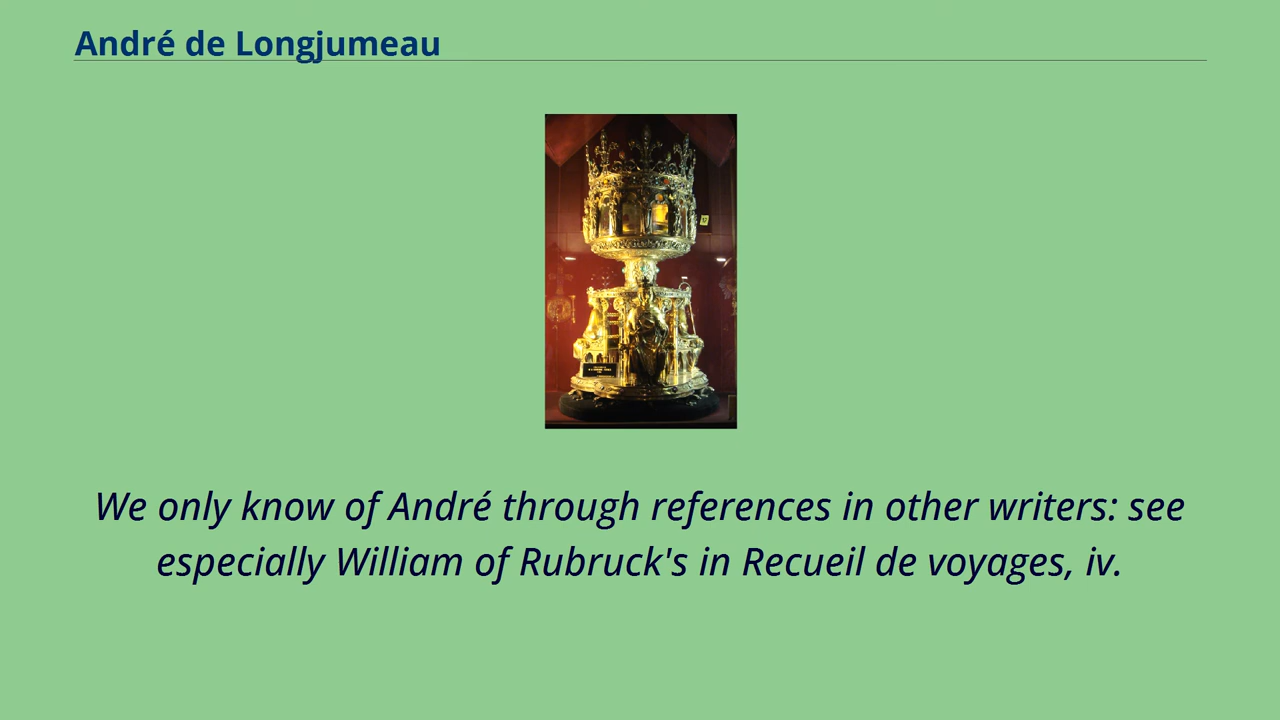 André de Longjumeau
We only know of André through references in other writers: see
especially William of Rubruck's in Recueil de voyages, iv.